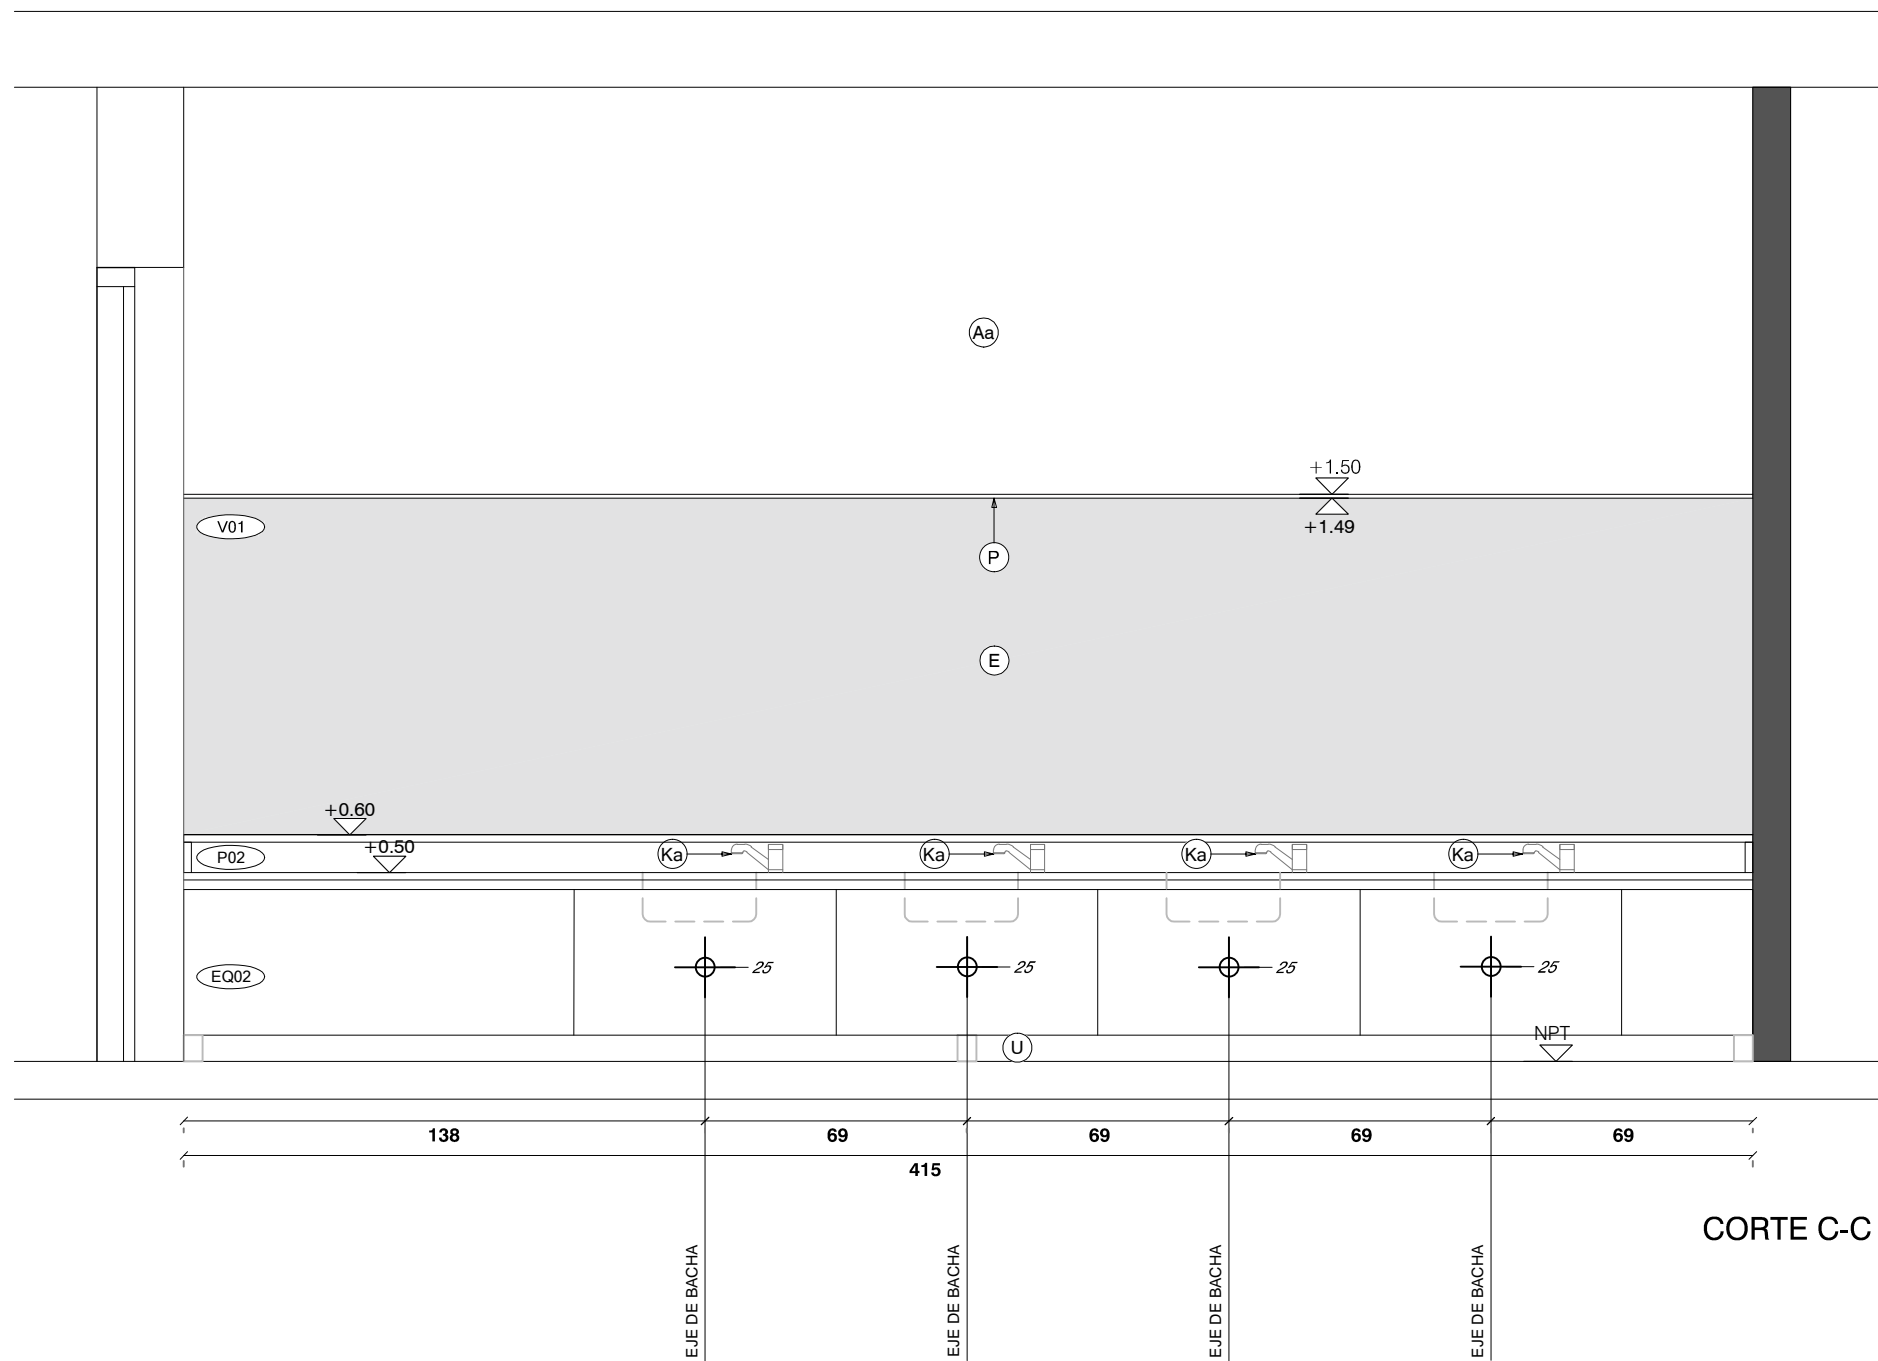 Aa
+1.50
V01
+1.49
P
E
+0.60
+0.50
P02
Ka Ka Ka Ka
EQ02
25 25 25 25
NPT
U
138 69 69 69 69
415
CORTE C-C
EJE DE BACHA
EJE DE BACHA
EJE DE BACHA
EJE DE BACHA